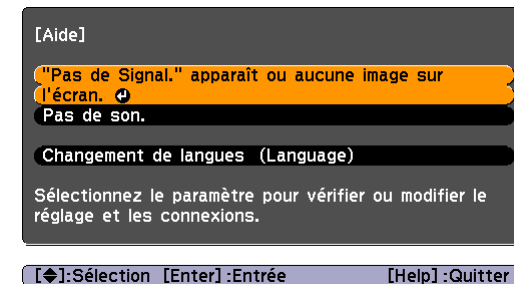 [Aide]
"Pas de Signal." apparaît ou aucune image sur
l'écran.
Pas de son.
Changement de langues (Language)
Sélectionnez le paramètre pour vérifier ou modifier le
réglage et les connexions.
[◆]:Sélection [Enter]:Entrée [Help]:Quitter